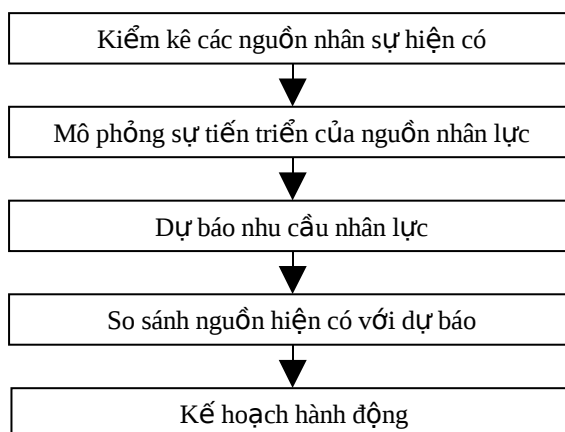 Kiểm kê các nguồn nhân sự hiện có
Mô phỏng sự tiến triển của nguồn nhân lực
Dự báo nhu cầu nhân lực
So sánh nguồn hiện có với dự báo
Kế hoạch hành động